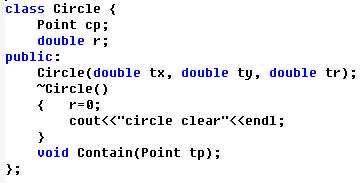 class Circle {
Point cp;
double r;
public:
Circle(double tx, double ty, double tr);
~Circle()
{ r=0;
cout<<"circle clear"<<endl;
}
void Contain(Point tp);
};